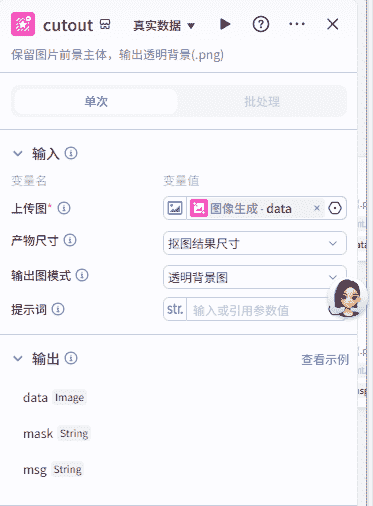 cutout 真实数据
保留图片前景主体，输出透明背景(.png)
单次 批处理
输入
变量名 变量值
上传图* 图像生成 - data
产物尺寸 抠图结果尺寸
输出图模式 透明背景图
提示词 str. 输入或引用参数值
输出 查看示例
data Image
mask String
msg String